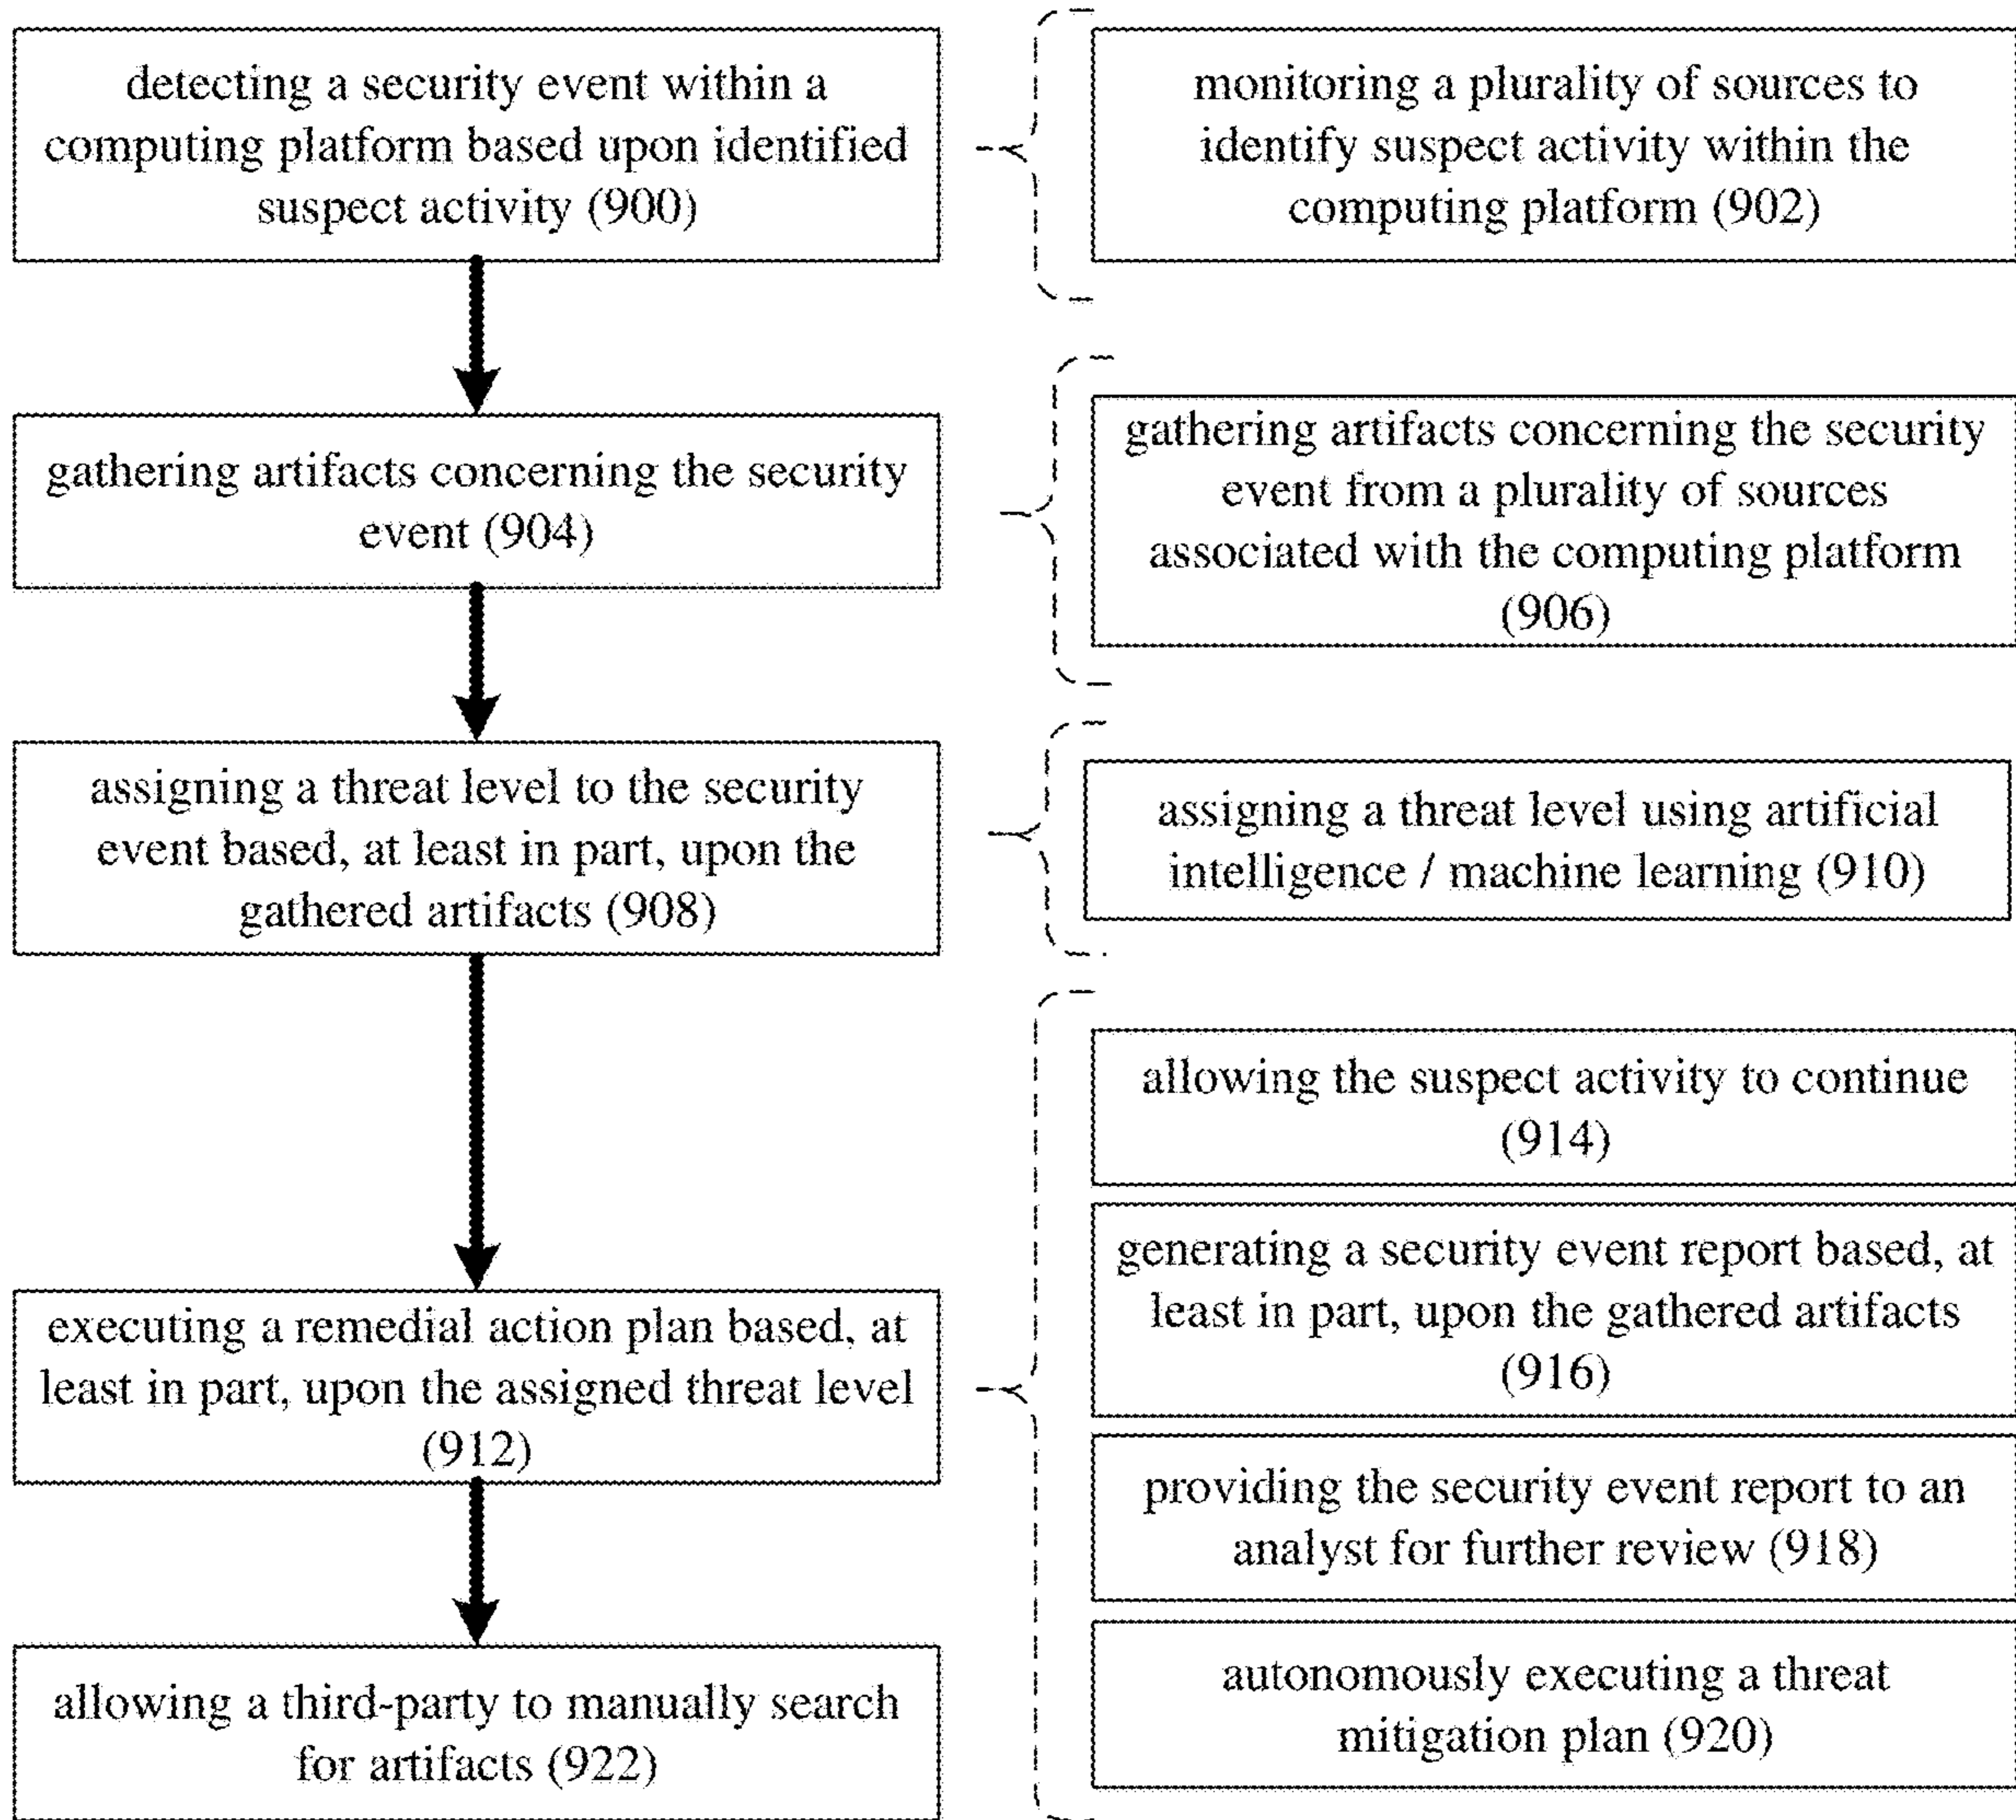 detecting a security event within a
computing platform based upon identified
suspect activity (900)
monitoring a plurality of sources to
identify suspect activity within the
computing platform (902)
gathering artifacts concerning the security
event (904)
gathering artifacts concerning the security
event from a plurality of sources
associated with the computing platform
(906)
assigning a threat level to the security
event based, at least in part, upon the
gathered artifacts (908)
assigning a threat level using artificial
intelligence / machine learning (910)
executing a remedial action plan based, at
least in part, upon the assigned threat level
(912)
allowing the suspect activity to continue
(914)
generating a security event report based, at
least in part, upon the gathered artifacts
(916)
providing the security event report to an
analyst for further review (918)
autonomously executing a threat
mitigation plan (920)
allowing a third-party to manually search
for artifacts (922)